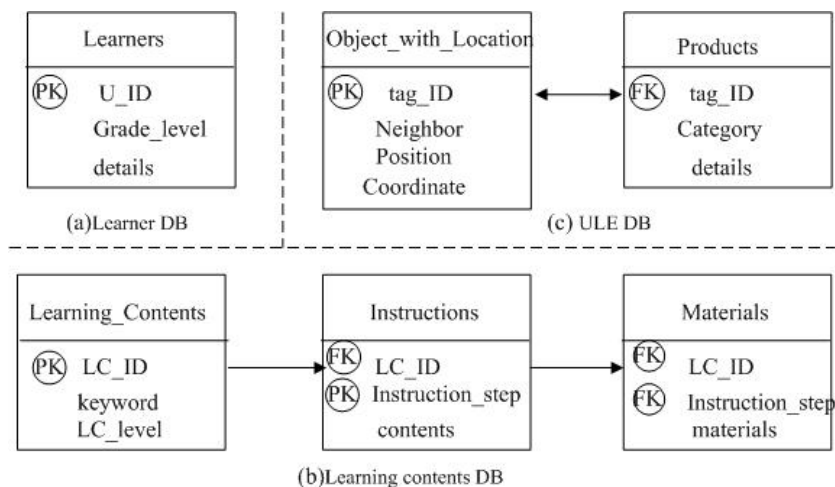 Learners
PK U_ID
Grade_level
details
(a)Learner DB
Object_with_Location
PK tag_ID
Neighbor
Position
Coordinate
Products
FK tag_ID
Category
details
(c) ULE DB
Learning_Contents
PK LC_ID
keyword
LC_level
Instructions
FK LC_ID
PK Instruction_step
contents
Materials
FK LC_ID
FK Instruction_step
materials
(b)Learning contents DB